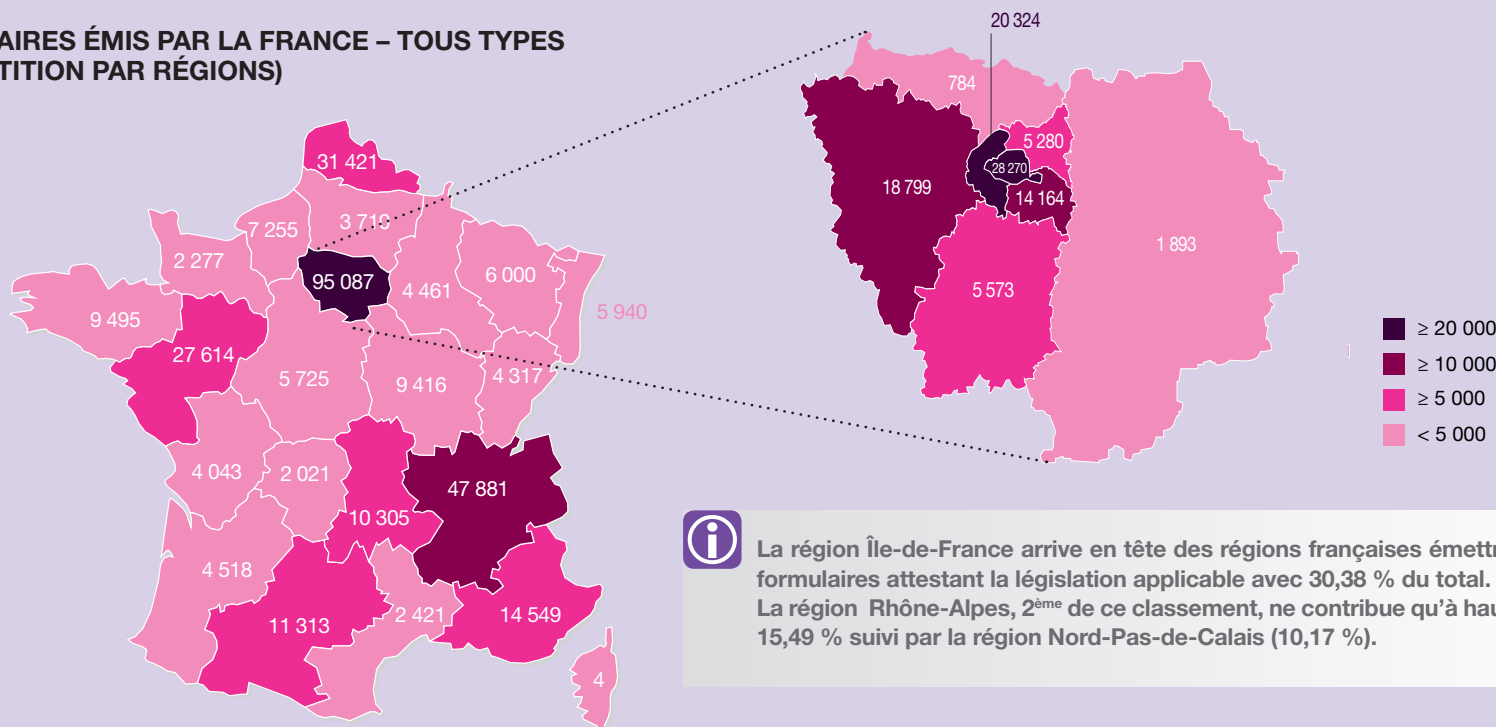 AIRES ÉMIS PAR LA FRANCE – TOUS TYPES
TITION PAR RÉGIONS)
20 324
784
5 280
28 270
18 799
14 164
1 893
5 573
31 421
7 255
2 277
95 087
4 461
6 000
5 940
9 495
27 614
5 725
9 416
4 317
4 043
2 021
47 881
10 305
4 518
2 421
14 549
11 313
4
≥ 20 000
≥ 10 000
≥ 5 000
< 5 000
i
La région Île-de-France arrive en tête des régions françaises émettr
formulaires attestant la législation applicable avec 30,38 % du total.
La région Rhône-Alpes, 2ème de ce classement, ne contribue qu'à hau
15,49 % suivi par la région Nord-Pas-de-Calais (10,17 %).